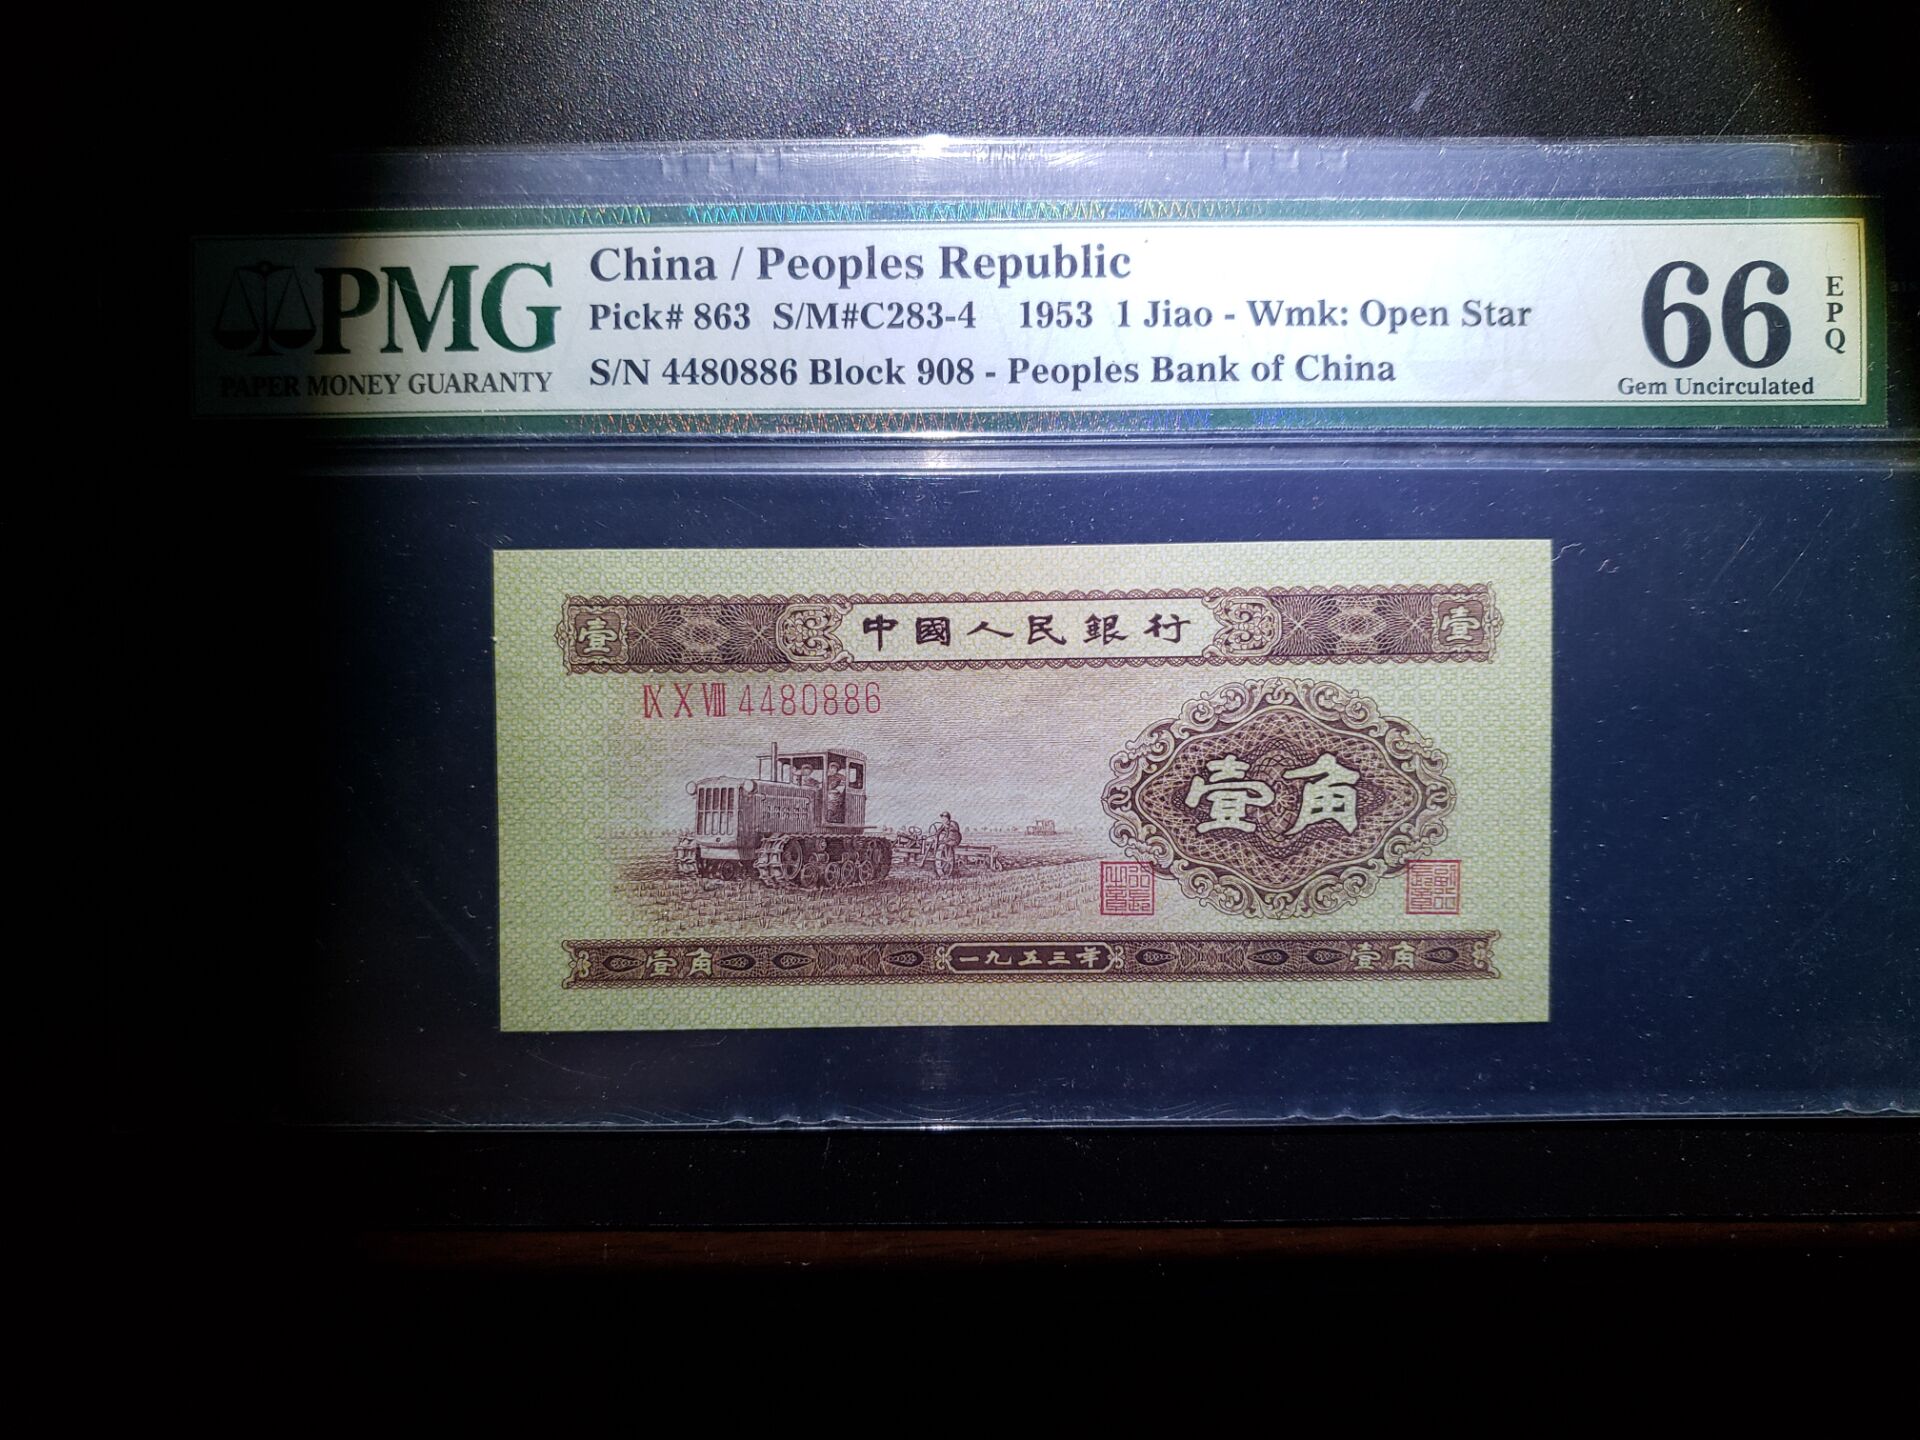 PMG
PAPER MONEY GUARANTY
China / Peoples Republic
Pick# 863 S/M#C283-4 1953 1 Jiao - Wmk: Open Star
S/N 4480886 Block 908 - Peoples Bank of China
66
EPQ
Gem Uncirculated
壹 中國人民銀行 壹
IX X VIII 4480886
壹角
壹角 一九五三年 壹角